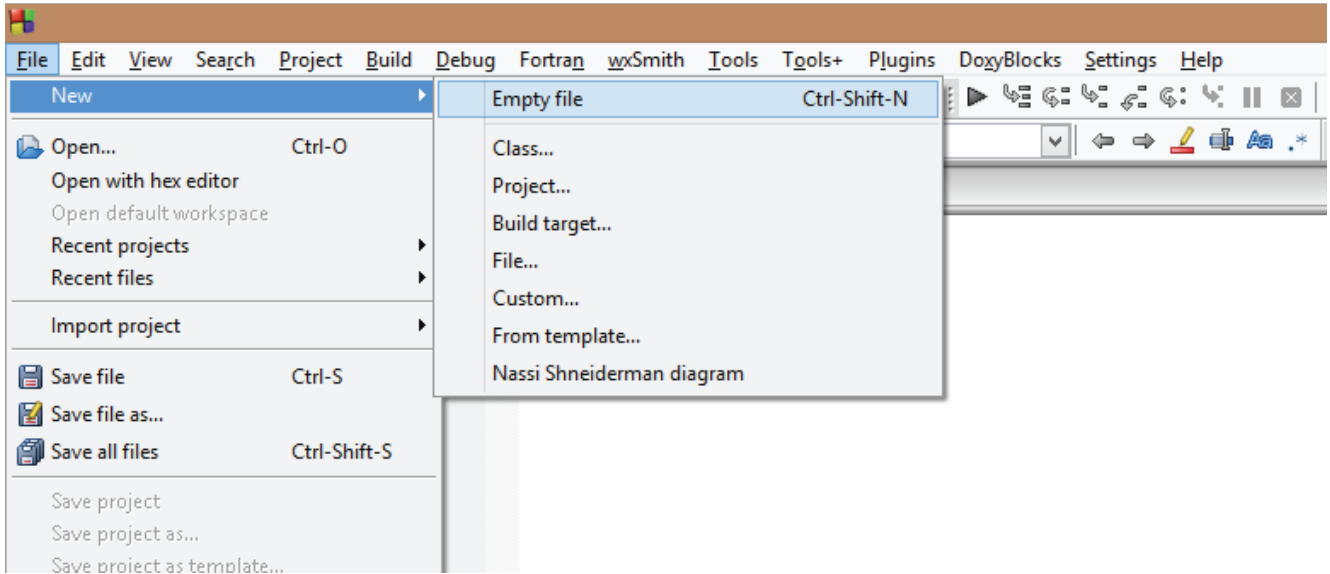 File Edit View Search Project Build Debug Fortran wxSmith Tools Tools+ Plugins DoxyBlocks Settings Help
New
Empty file Ctrl-Shift-N
Open... Ctrl-O
Class...
Open with hex editor
Project...
Open default workspace
Build target...
Recent projects
File...
Recent files
Custom...
Import project
From template...
Save file Ctrl-S
Nassi Shneiderman diagram
Save file as...
Save all files Ctrl-Shift-S
Save project
Save project as...
Save project as template...
Aa .*